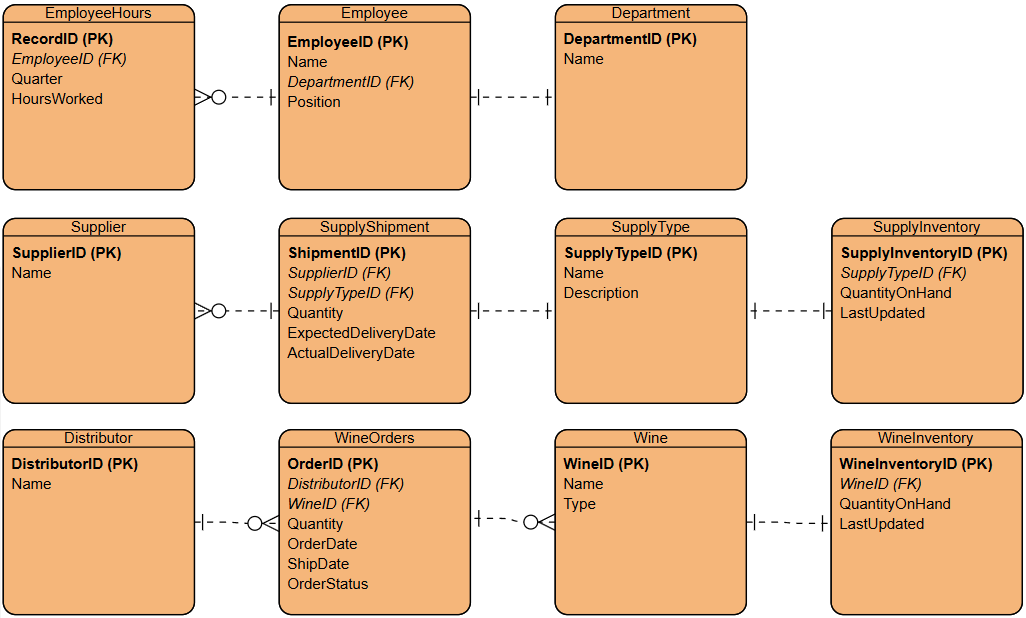 EmployeeHours
RecordID (PK)
EmployeeID (FK)
Quarter
HoursWorked
Employee
EmployeeID (PK)
Name
DepartmentID (FK)
Position
Department
DepartmentID (PK)
Name
Supplier
SupplierID (PK)
Name
SupplyShipment
ShipmentID (PK)
SupplierID (FK)
SupplyTypeID (FK)
Quantity
ExpectedDeliveryDate
ActualDeliveryDate
SupplyType
SupplyTypeID (PK)
Name
Description
SupplyInventory
SupplyInventoryID (PK)
SupplyTypeID (FK)
QuantityOnHand
LastUpdated
Distributor
DistributorID (PK)
Name
WineOrders
OrderID (PK)
DistributorID (FK)
WineID (FK)
Quantity
OrderDate
ShipDate
OrderStatus
Wine
WineID (PK)
Name
Type
WineInventory
WineInventoryID (PK)
WineID (FK)
QuantityOnHand
LastUpdated